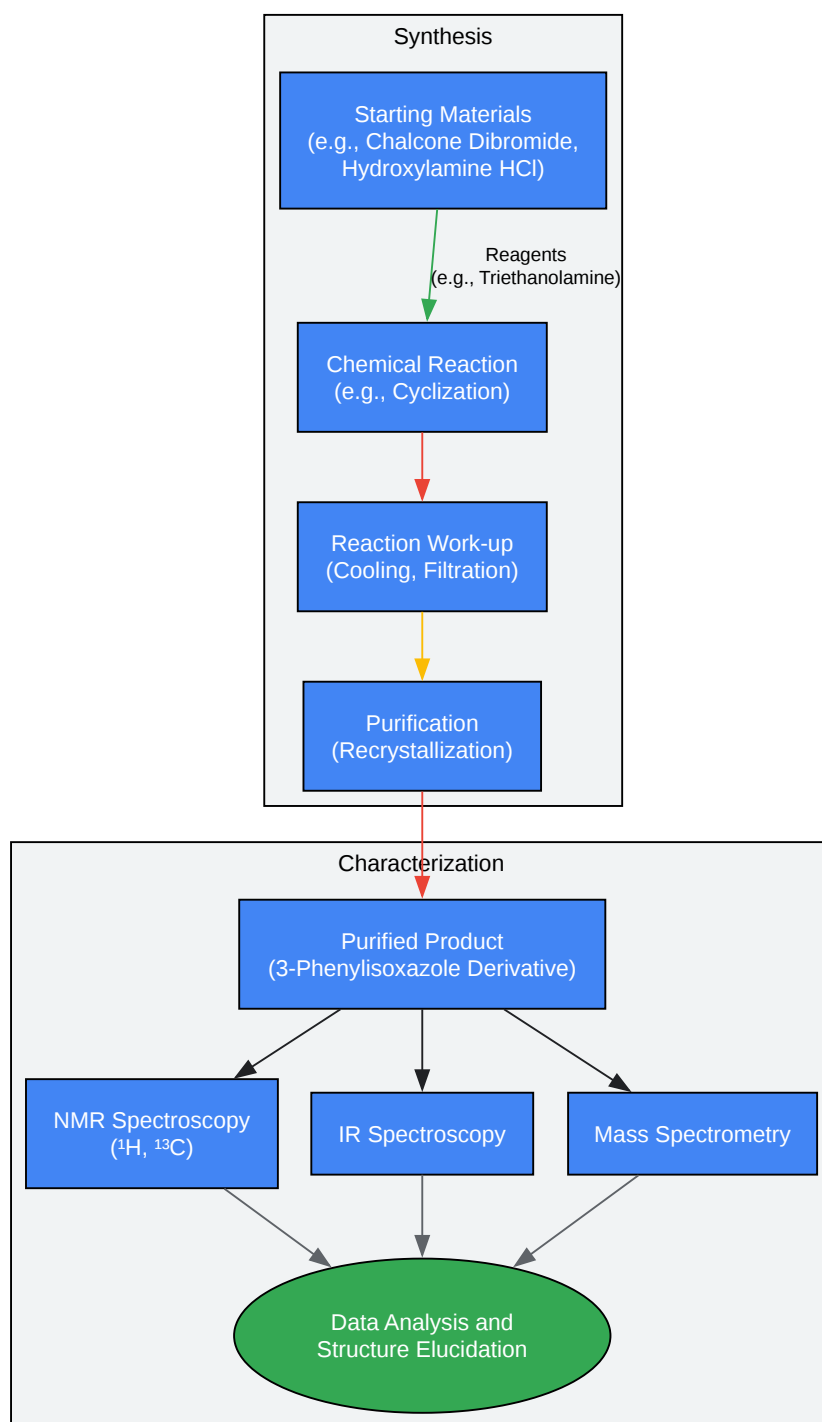 Synthesis
Starting Materials
(e.g., Chalcone Dibromide,
Hydroxylamine HCl)
Reagents
(e.g., Triethanolamine)
Chemical Reaction
(e.g., Cyclization)
Reaction Work-up
(Cooling, Filtration)
Purification
(Recrystallization)
Characterization
Purified Product
(3-Phenylisoxazole Derivative)
NMR Spectroscopy
(¹H, ¹³C)
IR Spectroscopy
Mass Spectrometry
Data Analysis and
Structure Elucidation